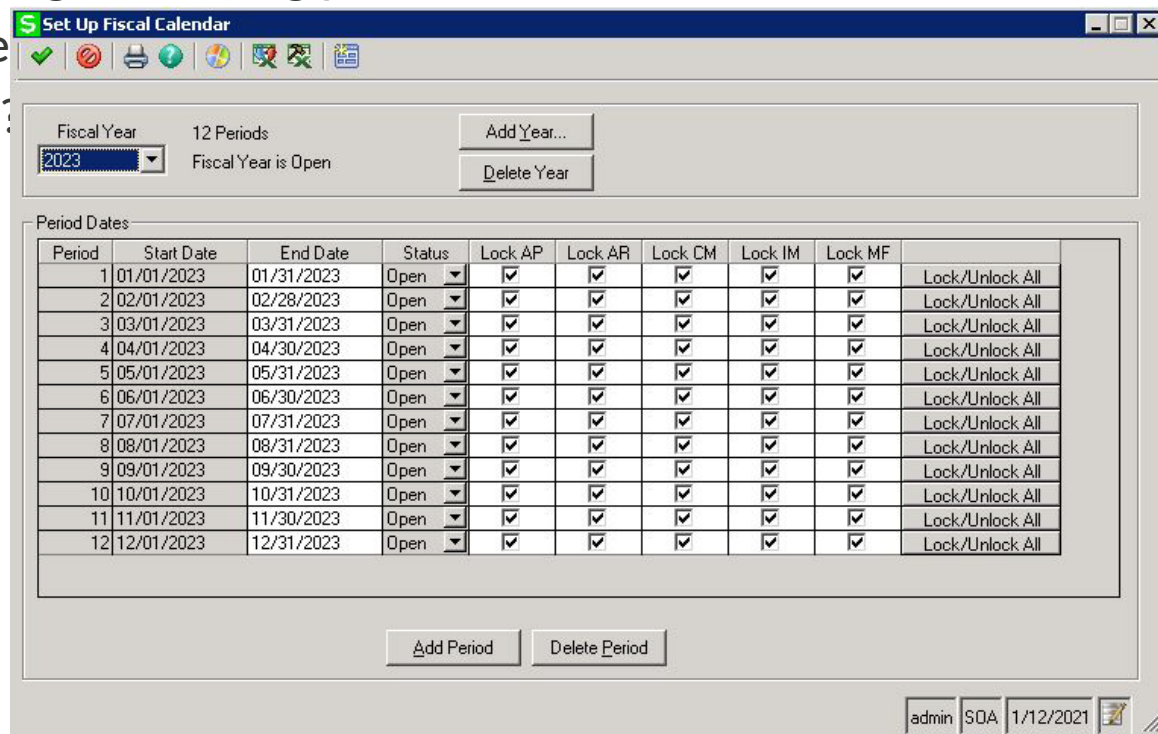 Set Up Fiscal Calendar
e
?
Fiscal Year 12 Periods Add Year...
2023 Fiscal Year is Open Delete Year
Period Dates
Period Start Date End Date Status Lock AP Lock AR Lock CM Lock IM Lock MF
1 01/01/2023 01/31/2023 Open Lock/Unlock All
2 02/01/2023 02/28/2023 Open Lock/Unlock All
3 03/01/2023 03/31/2023 Open Lock/Unlock All
4 04/01/2023 04/30/2023 Open Lock/Unlock All
5 05/01/2023 05/31/2023 Open Lock/Unlock All
6 06/01/2023 06/30/2023 Open Lock/Unlock All
7 07/01/2023 07/31/2023 Open Lock/Unlock All
8 08/01/2023 08/31/2023 Open Lock/Unlock All
9 09/01/2023 09/30/2023 Open Lock/Unlock All
10 10/01/2023 10/31/2023 Open Lock/Unlock All
11 11/01/2023 11/30/2023 Open Lock/Unlock All
12 12/01/2023 12/31/2023 Open Lock/Unlock All
Add Period Delete Period
admin SOA 1/12/2021